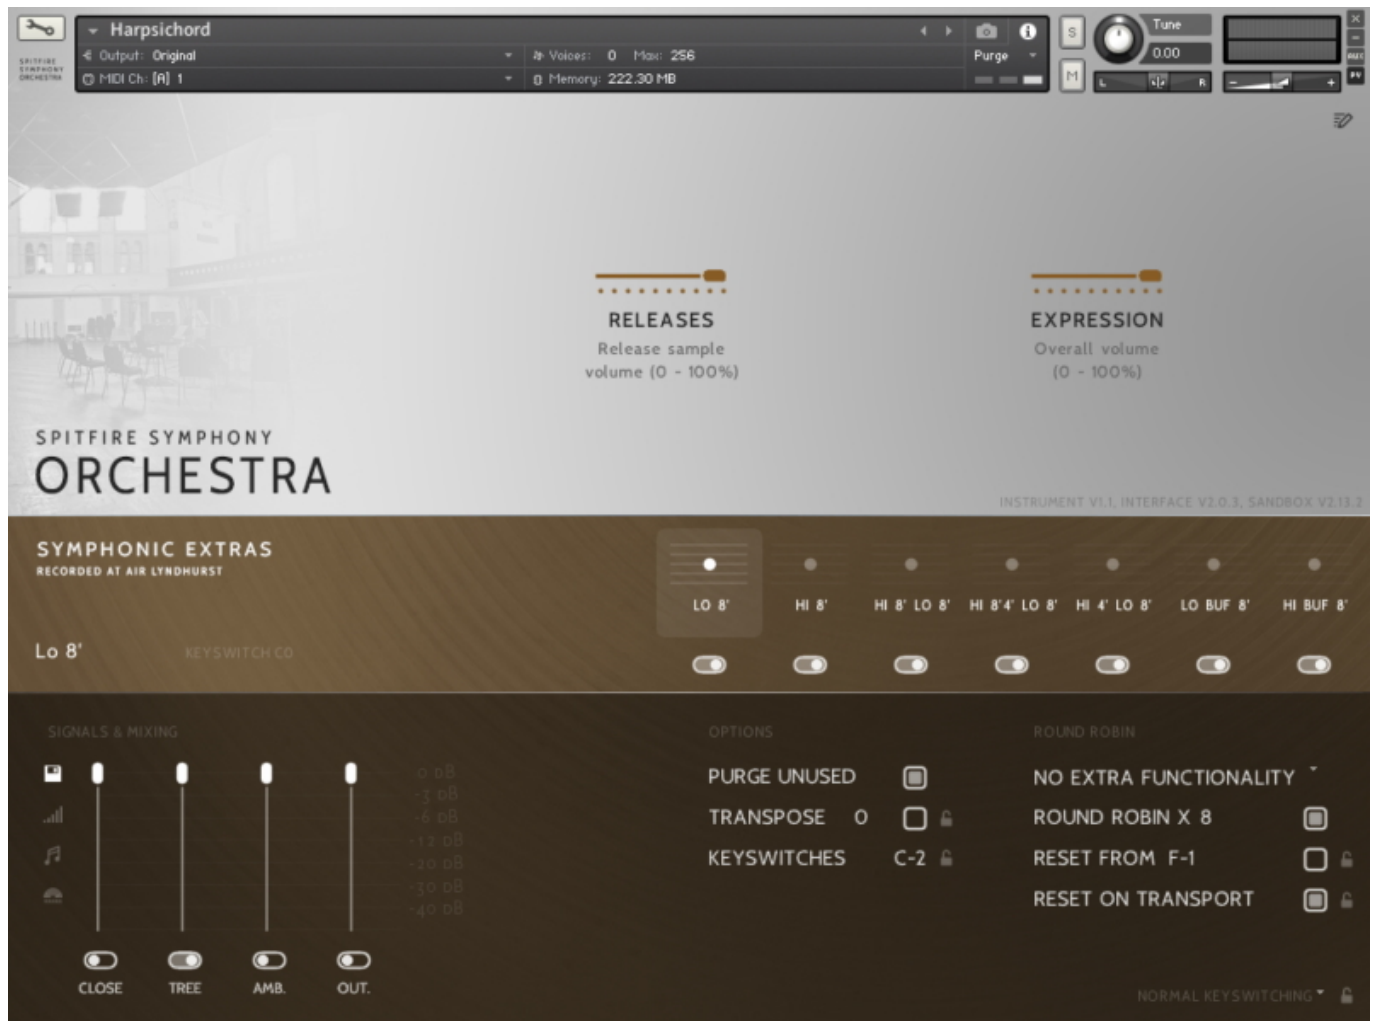 Harpsichord
Output: Original
Voices: 0 Max: 256
Purge
MIDI Ch: [A] 1
Memory: 222.30 MB
S
M
Tune
0.00
L R
- +
×
-
AUX
PV
SPITFIRE
SYMPHONY
ORCHESTRA
RELEASES
Release sample
volume (0 - 100%)
EXPRESSION
Overall volume
(0 - 100%)
SPITFIRE SYMPHONY
ORCHESTRA
INSTRUMENT V1.1, INTERFACE V2.0.3, SANDBOX V2.13.2
SYMPHONIC EXTRAS
RECORDED AT AIR LYNDHURST
LO 8' HI 8' HI 8' LO 8' HI 8'4' LO 8' HI 4' LO 8' LO BUF 8' HI BUF 8'
Lo 8' KEYSWITCH C0
SIGNALS & MIXING
0 dB
-3 dB
-6 dB
-12 dB
-20 dB
-30 dB
-40 dB
CLOSE TREE AMB. OUT.
OPTIONS
PURGE UNUSED
TRANSPOSE 0
KEYSWITCHES C-2
ROUND ROBIN
NO EXTRA FUNCTIONALITY
ROUND ROBIN X 8
RESET FROM F-1
RESET ON TRANSPORT
NORMAL KEYSWITCHING